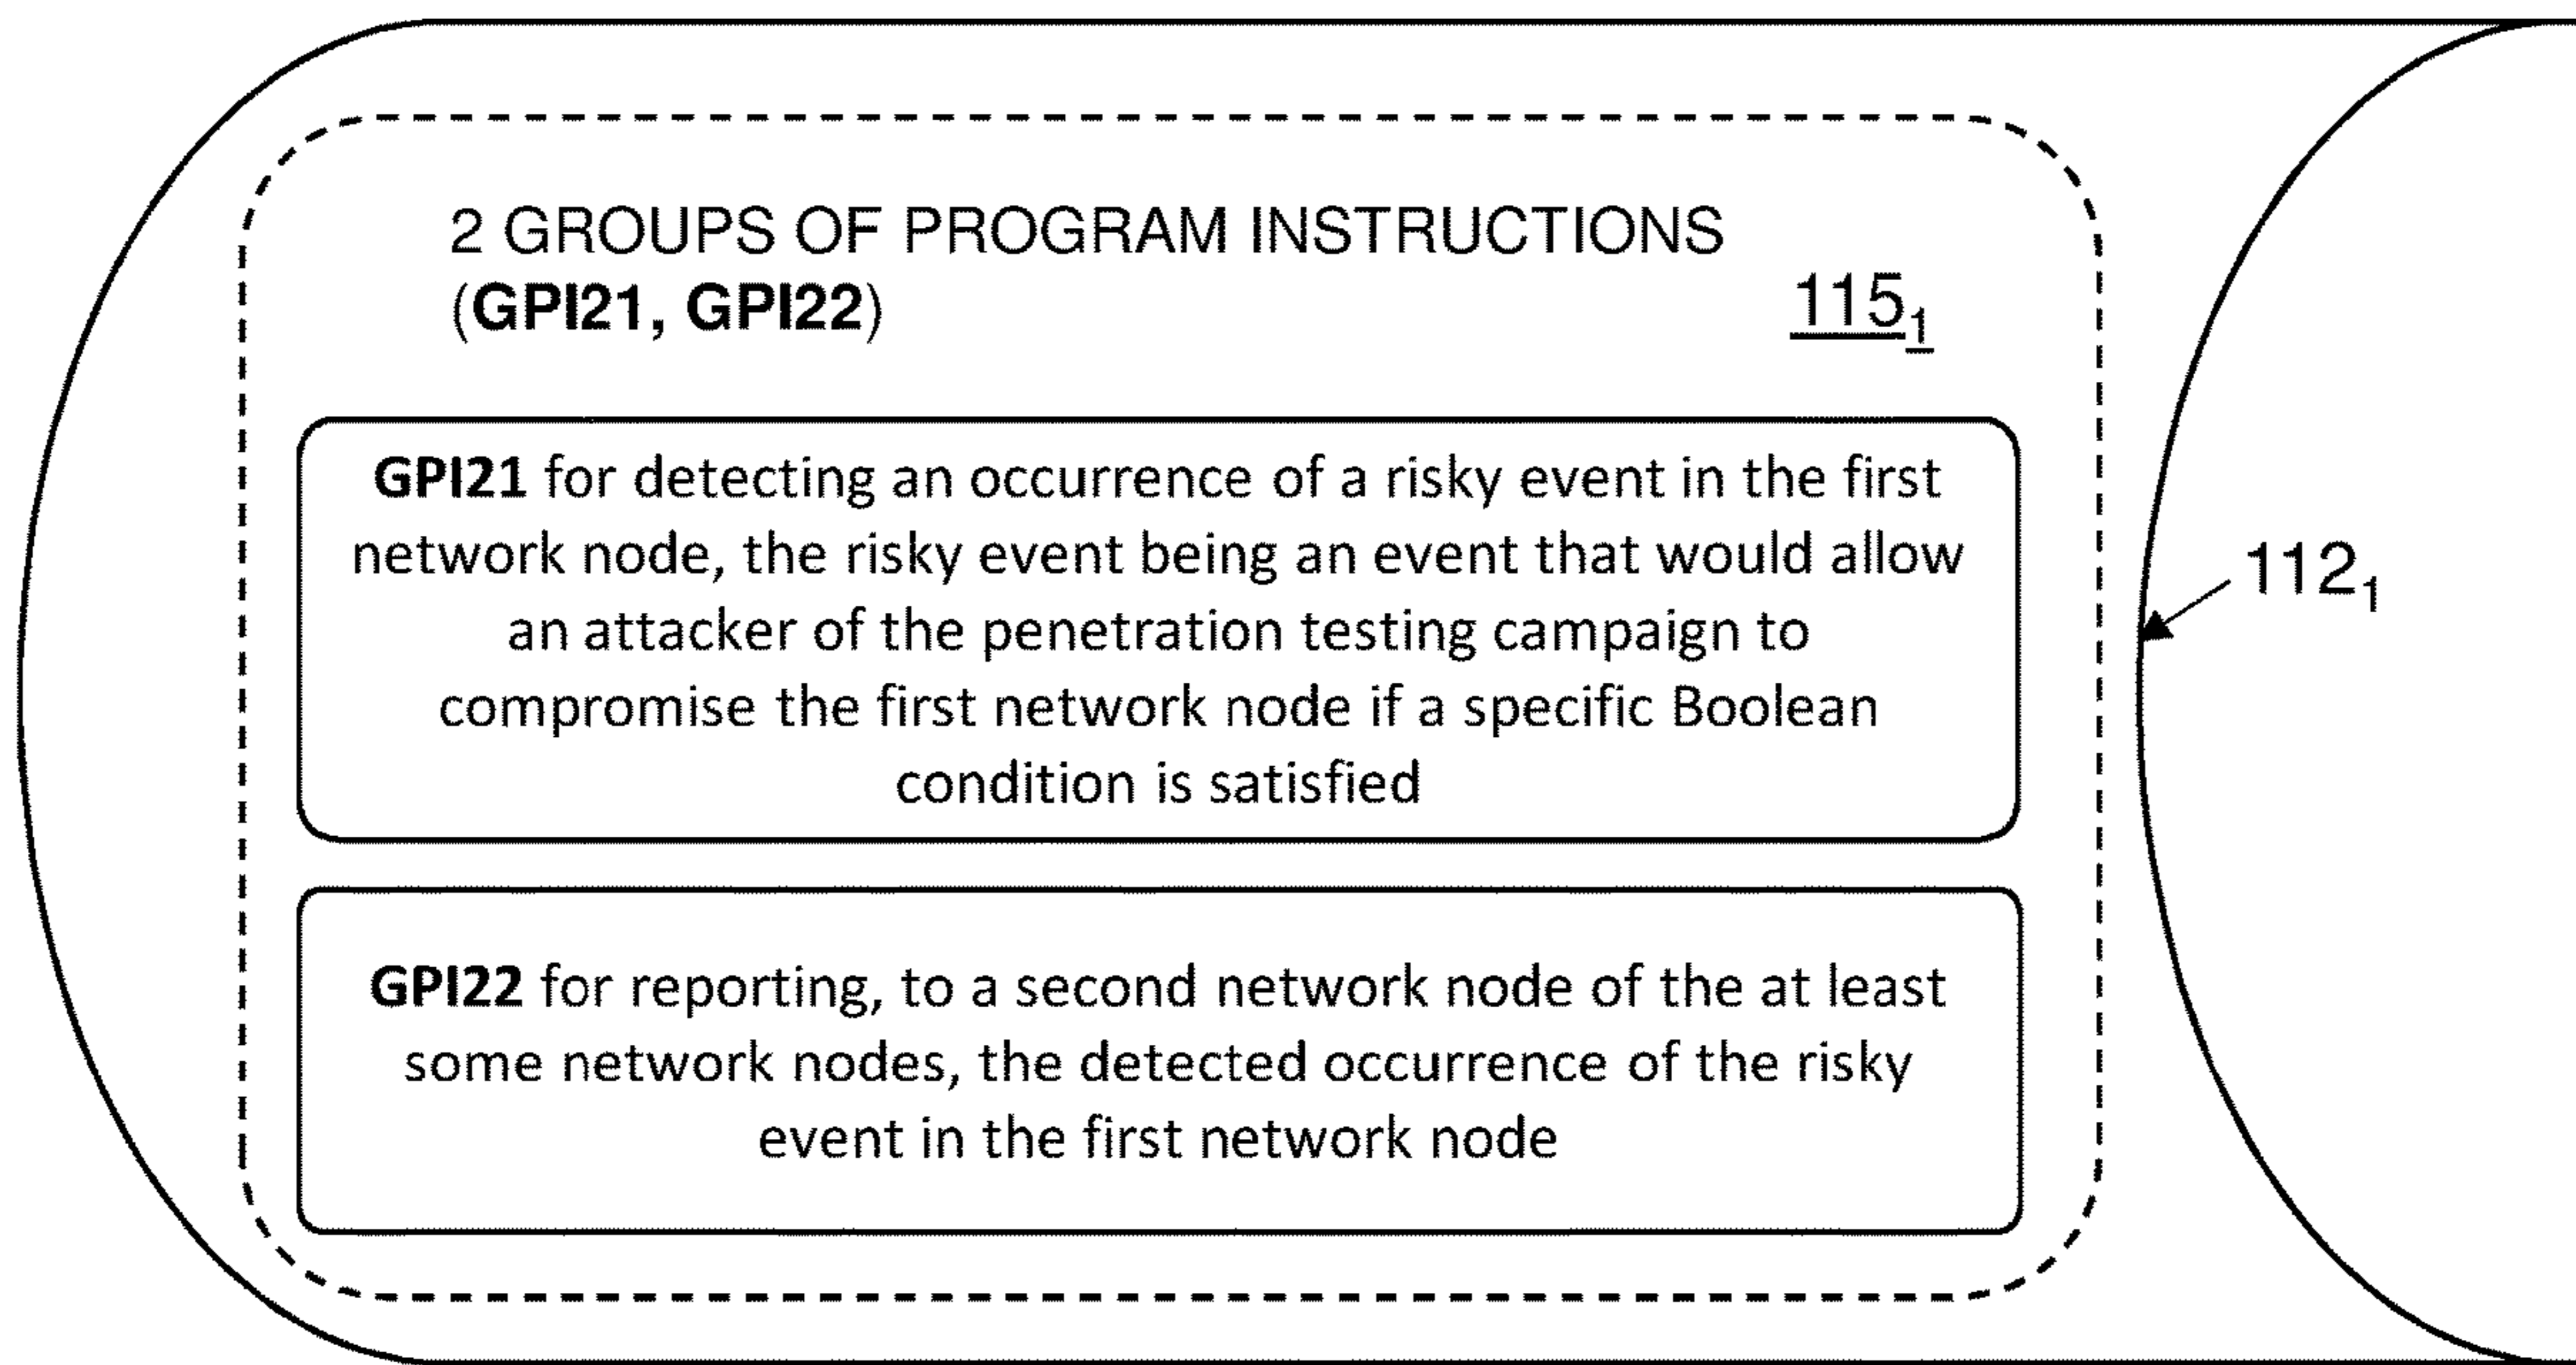 2 GROUPS OF PROGRAM INSTRUCTIONS
(GPI21, GPI22)
115₁
GPI21 for detecting an occurrence of a risky event in the first
network node, the risky event being an event that would allow
an attacker of the penetration testing campaign to
compromise the first network node if a specific Boolean
condition is satisfied
112₁
GPI22 for reporting, to a second network node of the at least
some network nodes, the detected occurrence of the risky
event in the first network node